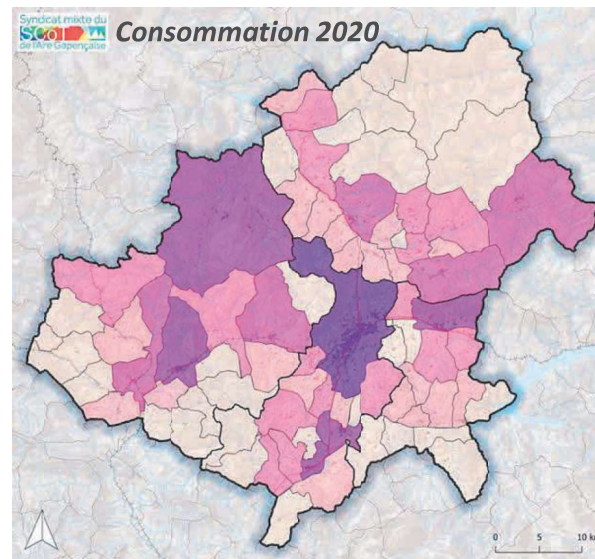 Syndicat mixte du
SCoT
de l'Aire Gapençaise
Consommation 2020
0 5 10 k